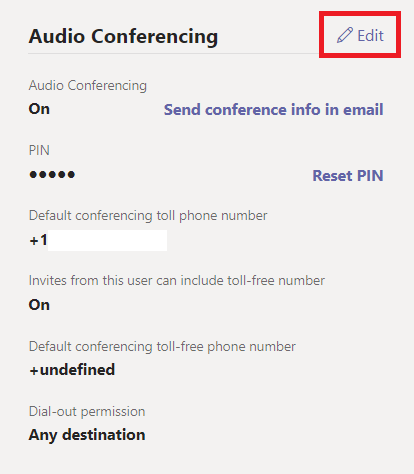 Audio Conferencing
Edit
Audio Conferencing
On
Send conference info in email
PIN
•••••
Reset PIN
Default conferencing toll phone number
+1
Invites from this user can include toll-free number
On
Default conferencing toll-free phone number
+undefined
Dial-out permission
Any destination